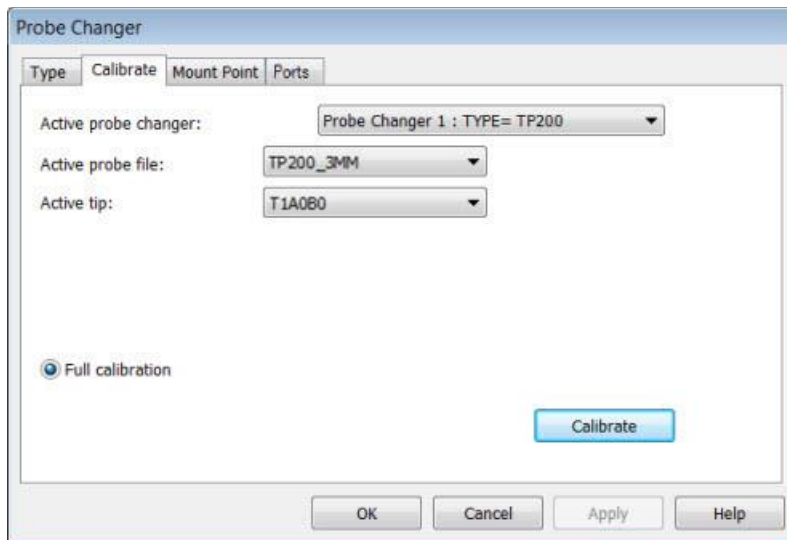 Probe Changer
Type Calibrate Mount Point Ports
Active probe changer: Probe Changer 1 : TYPE= TP200
Active probe file: TP200_3MM
Active tip: T1A0B0
Full calibration
Calibrate
OK Cancel Apply Help